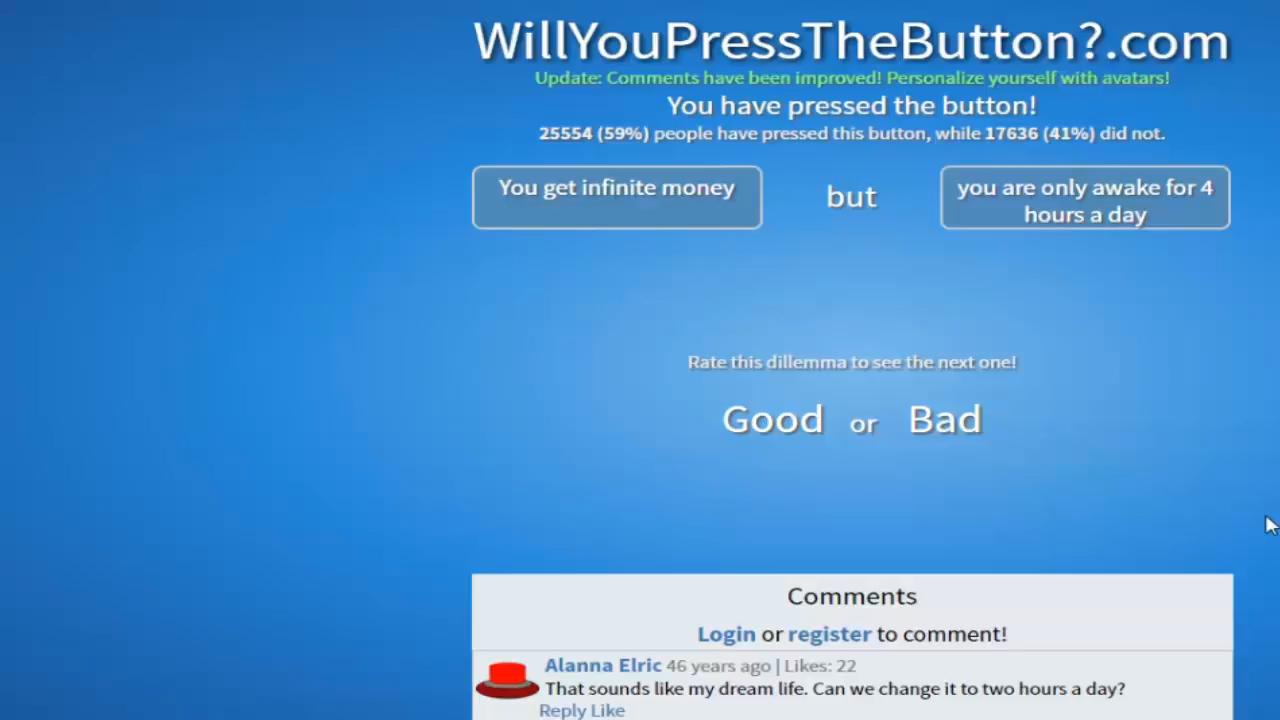 WillYouPressTheButton?.com
Update: Comments have been improved! Personalize yourself with avatars!
You have pressed the button!
25554 (59%) people have pressed this button, while 17636 (41%) did not.
You get infinite money
but
you are only awake for 4
hours a day
Rate this dillemma to see the next one!
Good or Bad
Comments
Login or register to comment!
Alanna Elric 46 years ago | Likes: 22
That sounds like my dream life. Can we change it to two hours a day?
Reply Like